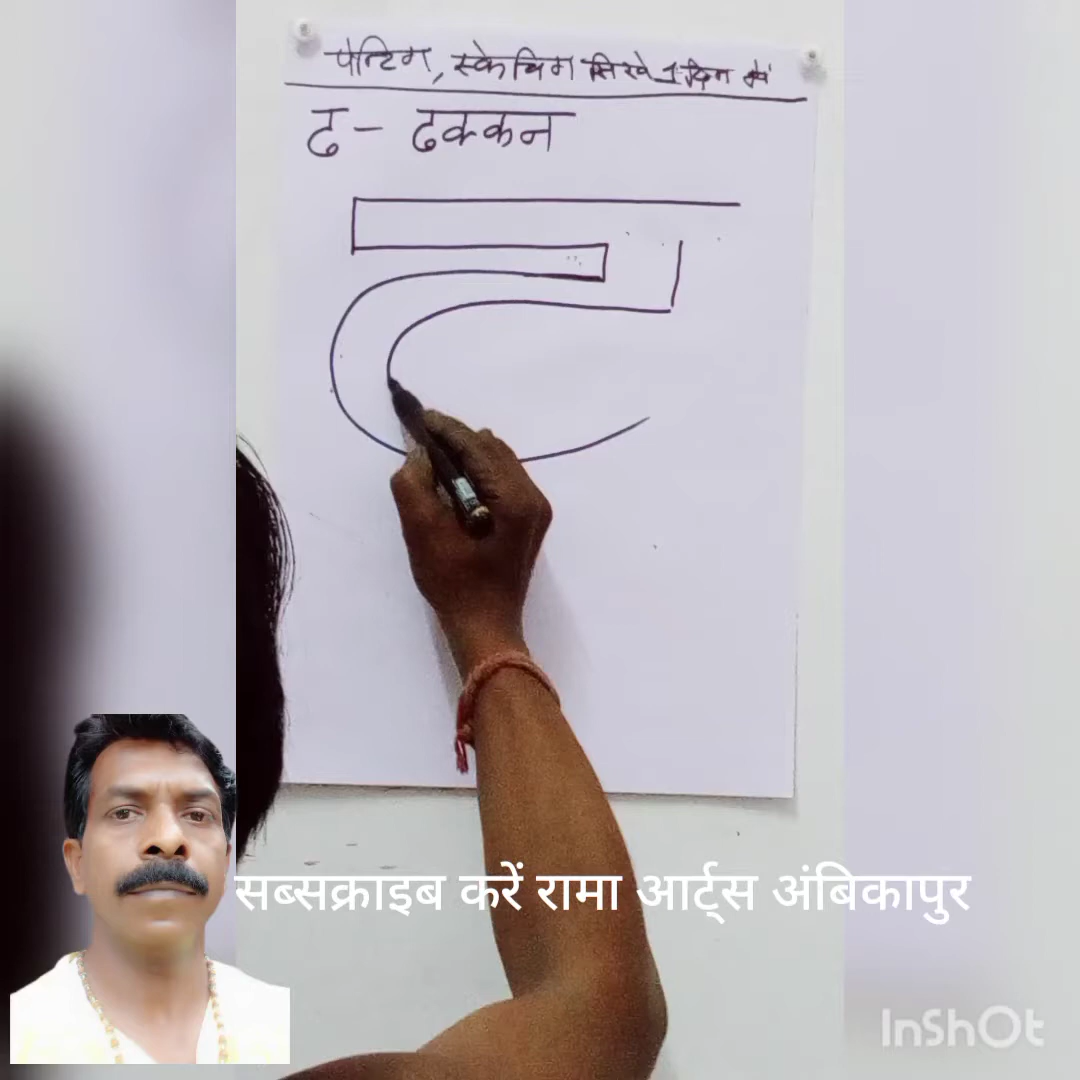 पेन्टिग, स्केचिग सिखे 1 दिन में
ढ - ढक्कन
सब्सक्राइब करें रामा आर्ट्स अंबिकापुर
InShOt